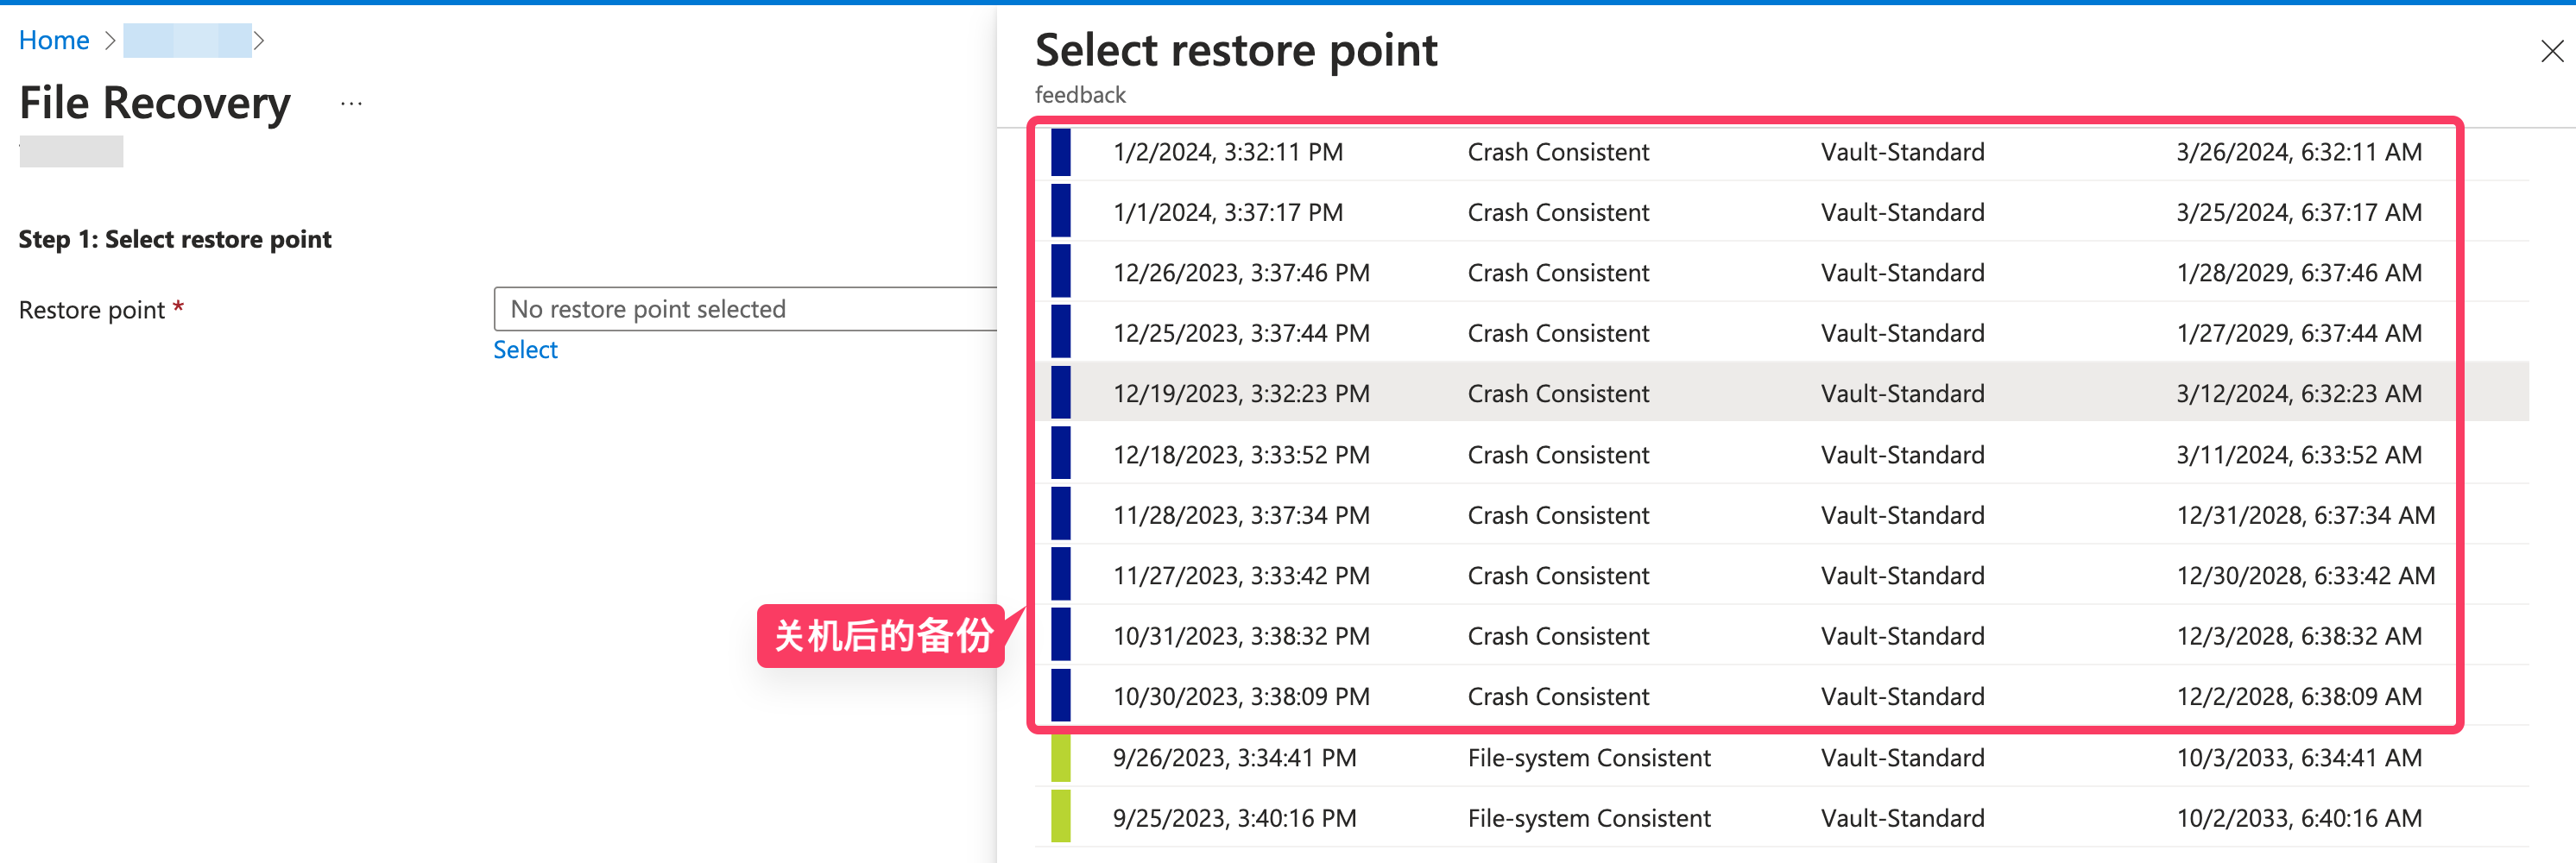 Home
File Recovery ...
Step 1: Select restore point
Restore point *
No restore point selected
Select
Select restore point
feedback
1/2/2024, 3:32:11 PM Crash Consistent Vault-Standard 3/26/2024, 6:32:11 AM
1/1/2024, 3:37:17 PM Crash Consistent Vault-Standard 3/25/2024, 6:37:17 AM
12/26/2023, 3:37:46 PM Crash Consistent Vault-Standard 1/28/2029, 6:37:46 AM
12/25/2023, 3:37:44 PM Crash Consistent Vault-Standard 1/27/2029, 6:37:44 AM
12/19/2023, 3:32:23 PM Crash Consistent Vault-Standard 3/12/2024, 6:32:23 AM
12/18/2023, 3:33:52 PM Crash Consistent Vault-Standard 3/11/2024, 6:33:52 AM
11/28/2023, 3:37:34 PM Crash Consistent Vault-Standard 12/31/2028, 6:37:34 AM
11/27/2023, 3:33:42 PM Crash Consistent Vault-Standard 12/30/2028, 6:33:42 AM
10/31/2023, 3:38:32 PM Crash Consistent Vault-Standard 12/3/2028, 6:38:32 AM
10/30/2023, 3:38:09 PM Crash Consistent Vault-Standard 12/2/2028, 6:38:09 AM
9/26/2023, 3:34:41 PM File-system Consistent Vault-Standard 10/3/2033, 6:34:41 AM
9/25/2023, 3:40:16 PM File-system Consistent Vault-Standard 10/2/2033, 6:40:16 AM
关机后的备份